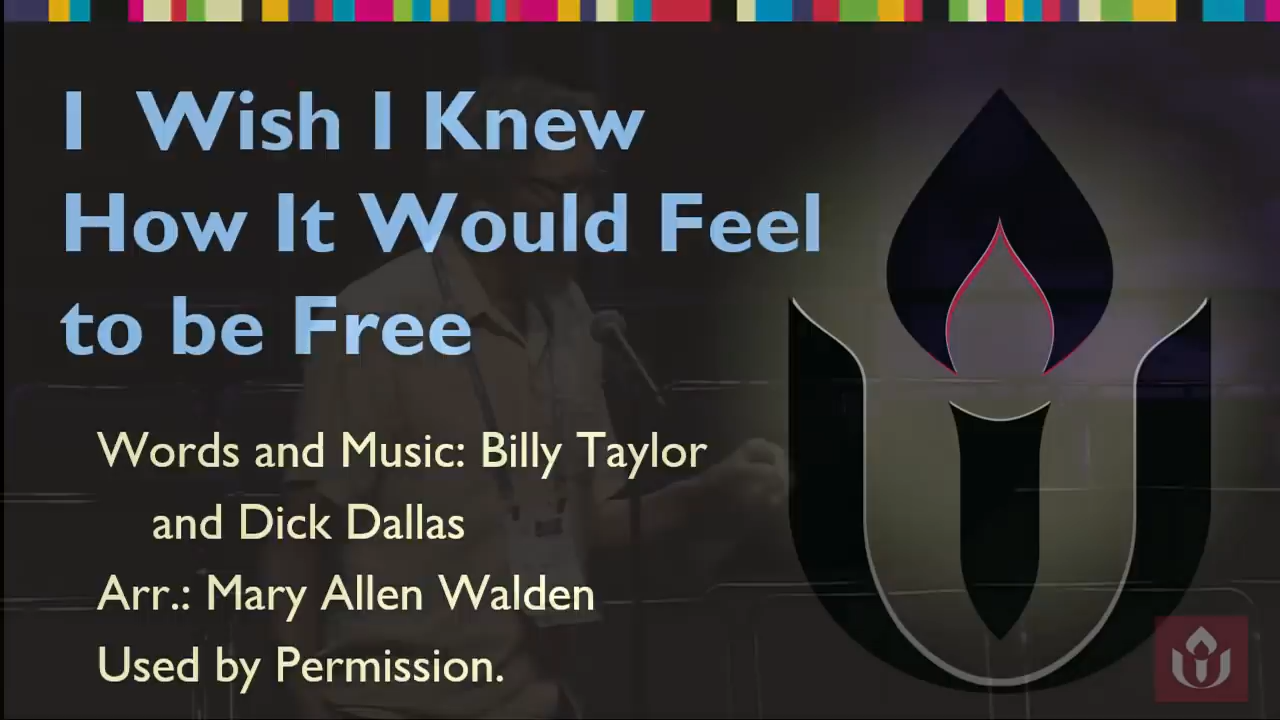 I Wish I Knew
How It Would Feel
to be Free
Words and Music: Billy Taylor
and Dick Dallas
Arr.: Mary Allen Walden
Used by Permission.